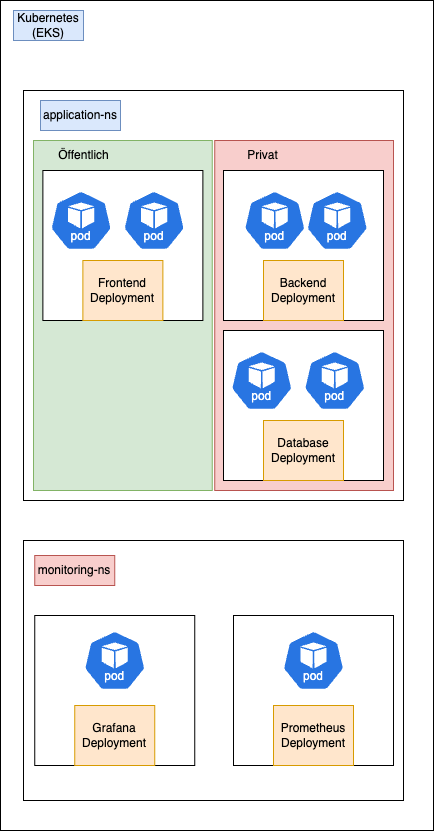 Kubernetes
(EKS)
application-ns
Öffentlich
Privat
pod
pod
pod
pod
Frontend
Deployment
Backend
Deployment
pod
pod
Database
Deployment
monitoring-ns
pod
pod
Grafana
Deployment
Prometheus
Deployment